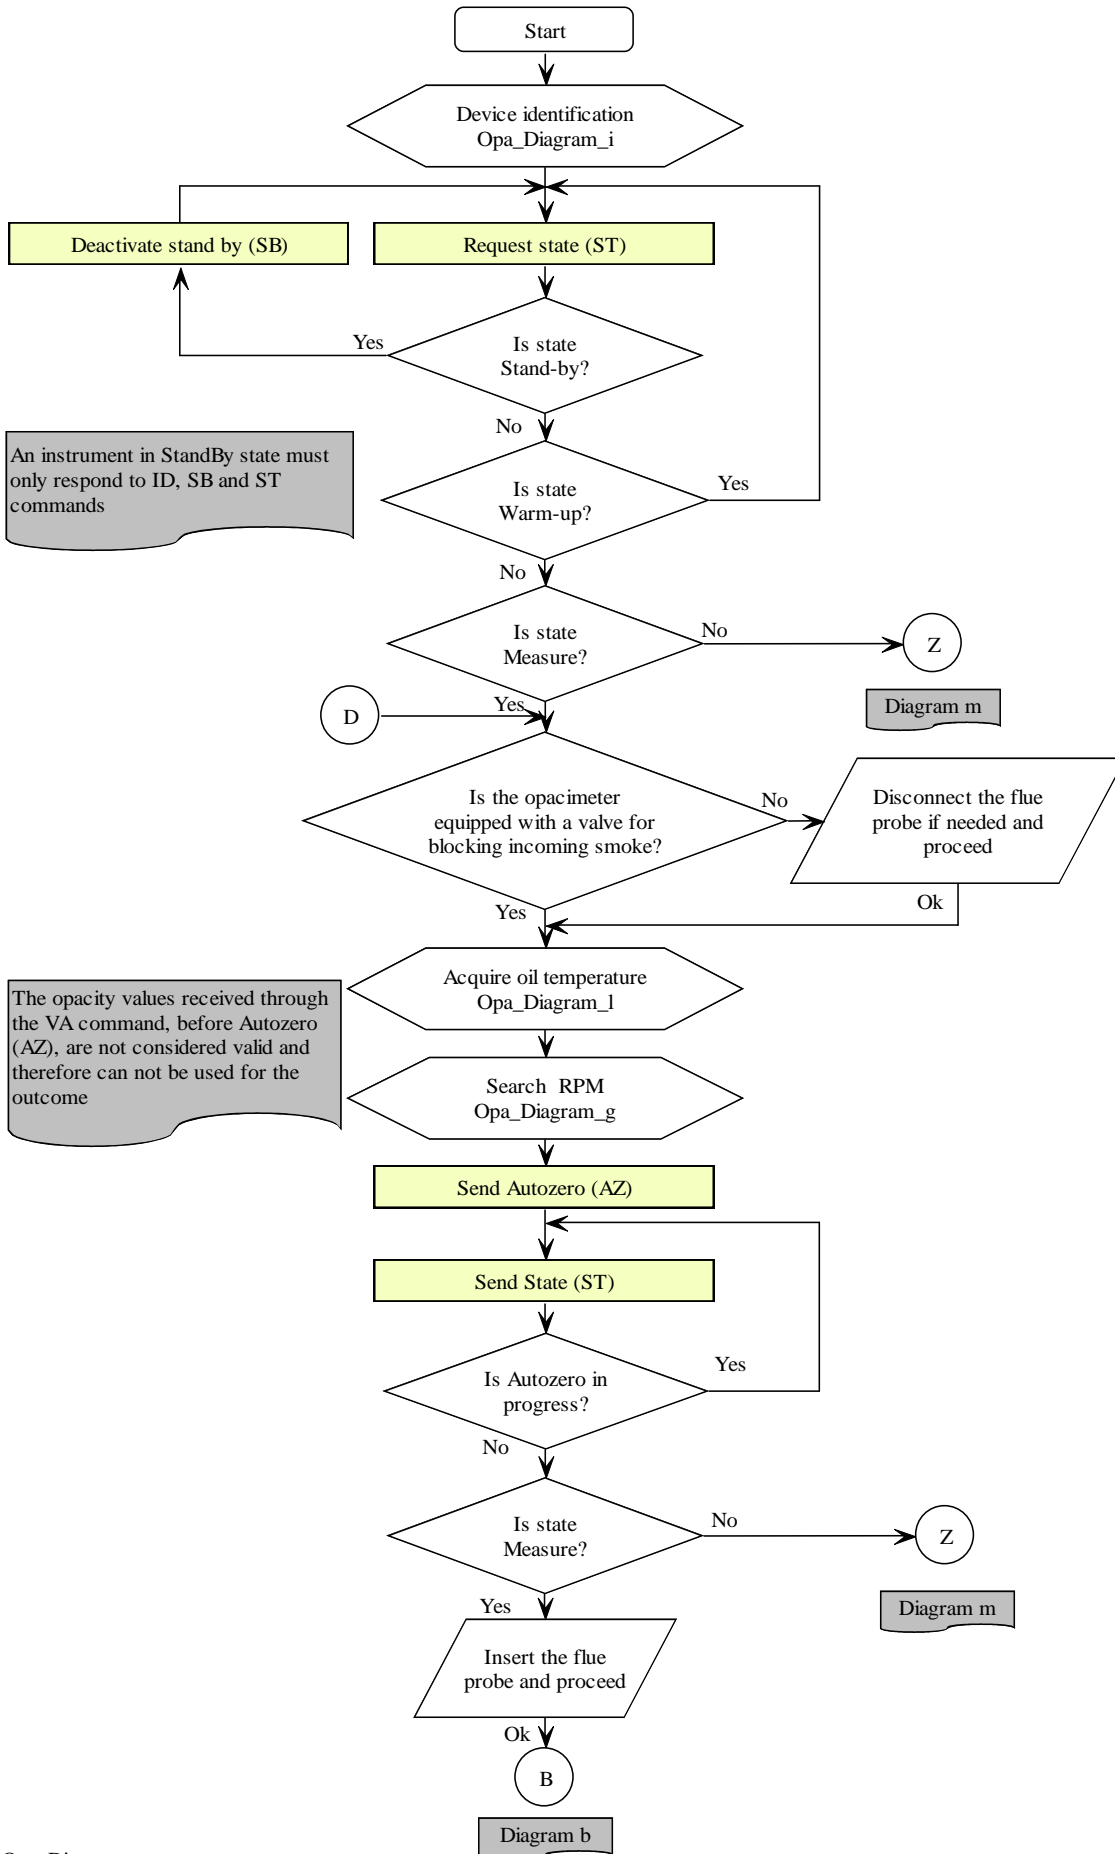 Start
Device identification
Opa_Diagram_i
Deactivate stand by (SB)
Request state (ST)
Yes
Is state
Stand-by?
No
An instrument in StandBy state must
only respond to ID, SB and ST
commands
Is state
Warm-up?
Yes
No
Is state
Measure?
No
Z
Diagram m
Yes
D
Is the opacimeter
equipped with a valve for
blocking incoming smoke?
No
Disconnect the flue
probe if needed and
proceed
Ok
Yes
Acquire oil temperature
Opa_Diagram_l
The opacity values received through
the VA command, before Autozero
(AZ), are not considered valid and
therefore can not be used for the
outcome
Search RPM
Opa_Diagram_g
Send Autozero (AZ)
Send State (ST)
Is Autozero in
progress?
Yes
No
Is state
Measure?
No
Z
Diagram m
Yes
Insert the flue
probe and proceed
Ok
B
Diagram b